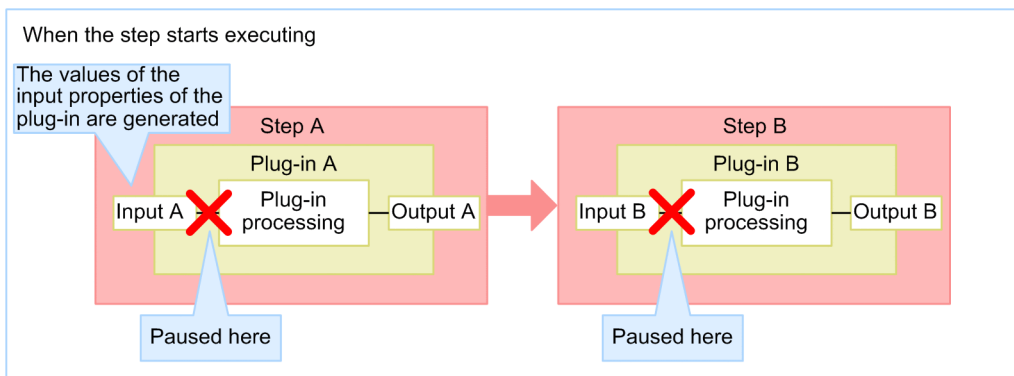 When the step starts executing
The values of the
input properties of the
plug-in are generated
Step A
Plug-in A
Input A
Plug-in
processing
Output A
Paused here
Step B
Plug-in B
Input B
Plug-in
processing
Output B
Paused here